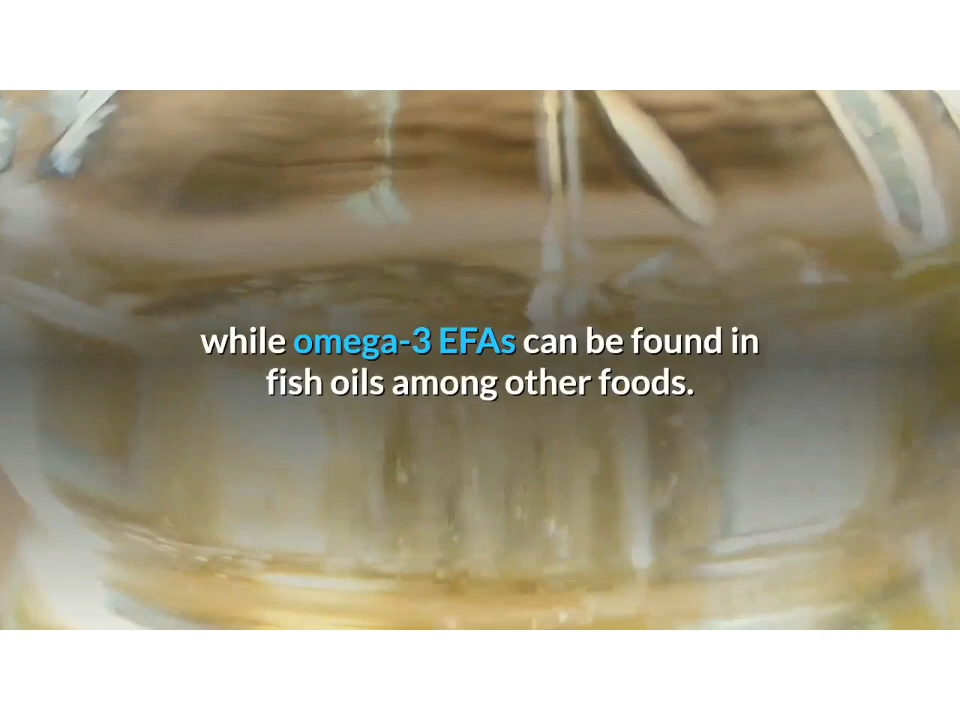 while omega-3 EFAs can be found in
fish oils among other foods.